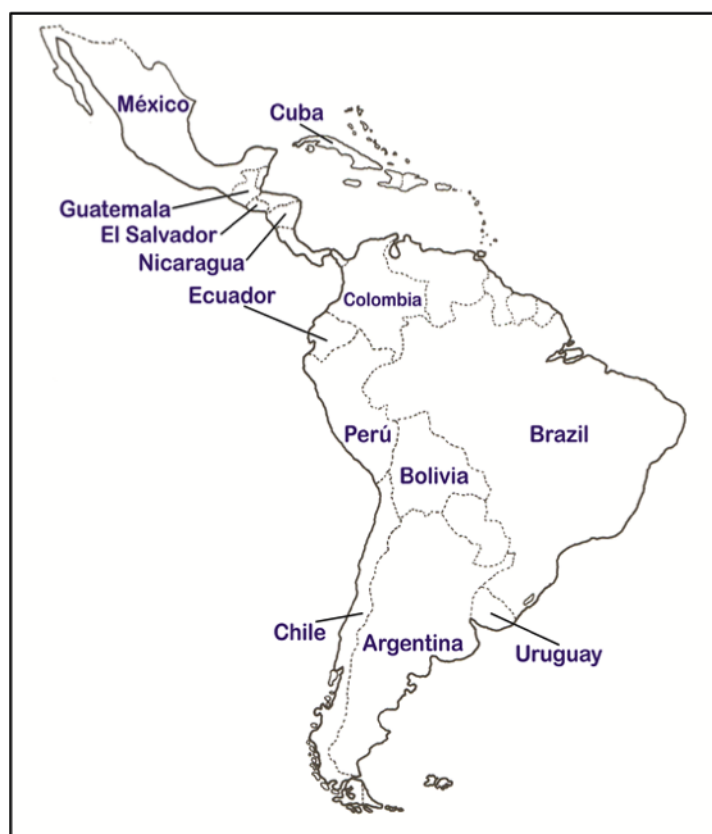 México
Cuba
Guatemala
El Salvador
Nicaragua
Ecuador
Colombia
Perú
Brazil
Bolivia
Chile
Argentina
Uruguay